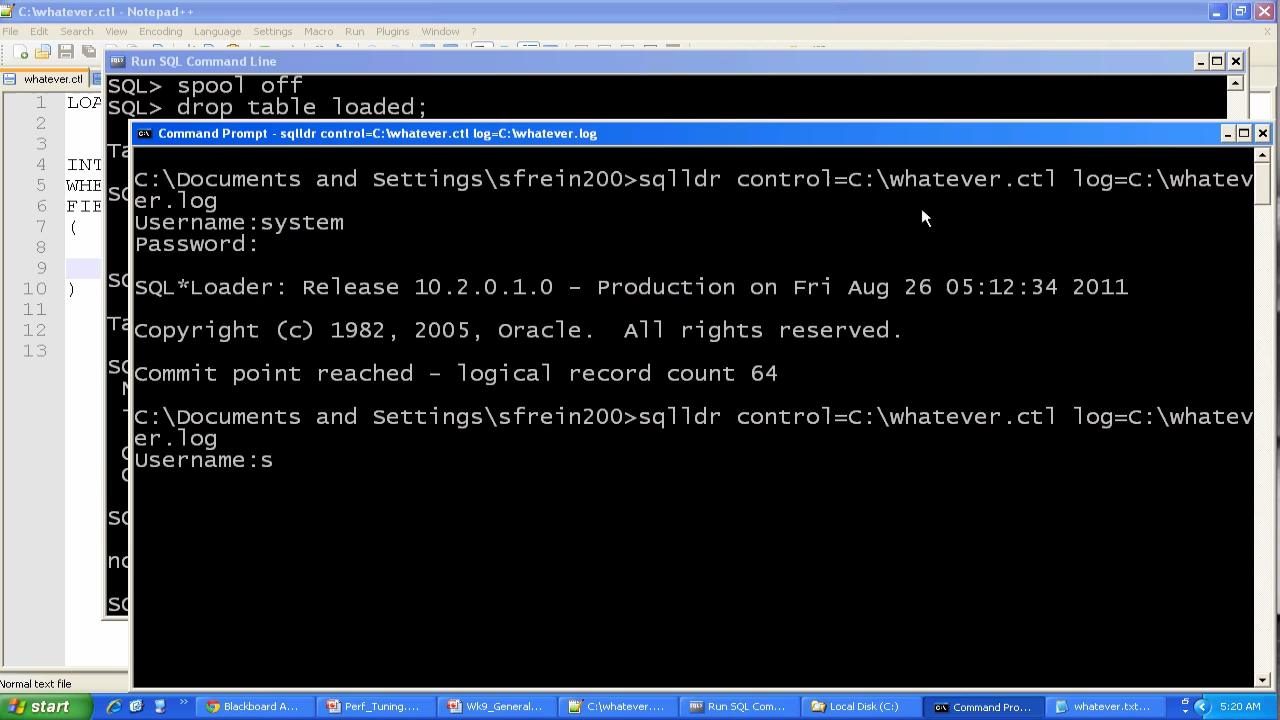 C:\whatever.ctl - Notepad++
File Edit Search View Encoding Language Settings Macro Run Plugins Window ?
whatever.ctl
Run SQL Command Line
SQL> spool off
SQL> drop table loaded;
Command Prompt - sqlldr control=C:\whatever.ctl log=C:\whatever.log
C:\Documents and Settings\sfrein200>sqlldr control=C:\whatever.ctl log=C:\whatev
er.log
Username:system
Password:
SQL*Loader: Release 10.2.0.1.0 - Production on Fri Aug 26 05:12:34 2011
Copyright (c) 1982, 2005, Oracle.  All rights reserved.
Commit point reached - logical record count 64
C:\Documents and Settings\sfrein200>sqlldr control=C:\whatever.ctl log=C:\whatev
er.log
Username:s
1
2
3
4 INT
5 WHE
6 FIE
7 (
8
9
10 )
11
12
13
Normal text file
start
Blackboard A...
Perf_Tuning....
Wk9_General...
C:\whatever....
Run SQL Com...
Local Disk (C:)
Command Pro...
whatever.txt...
5:20 AM